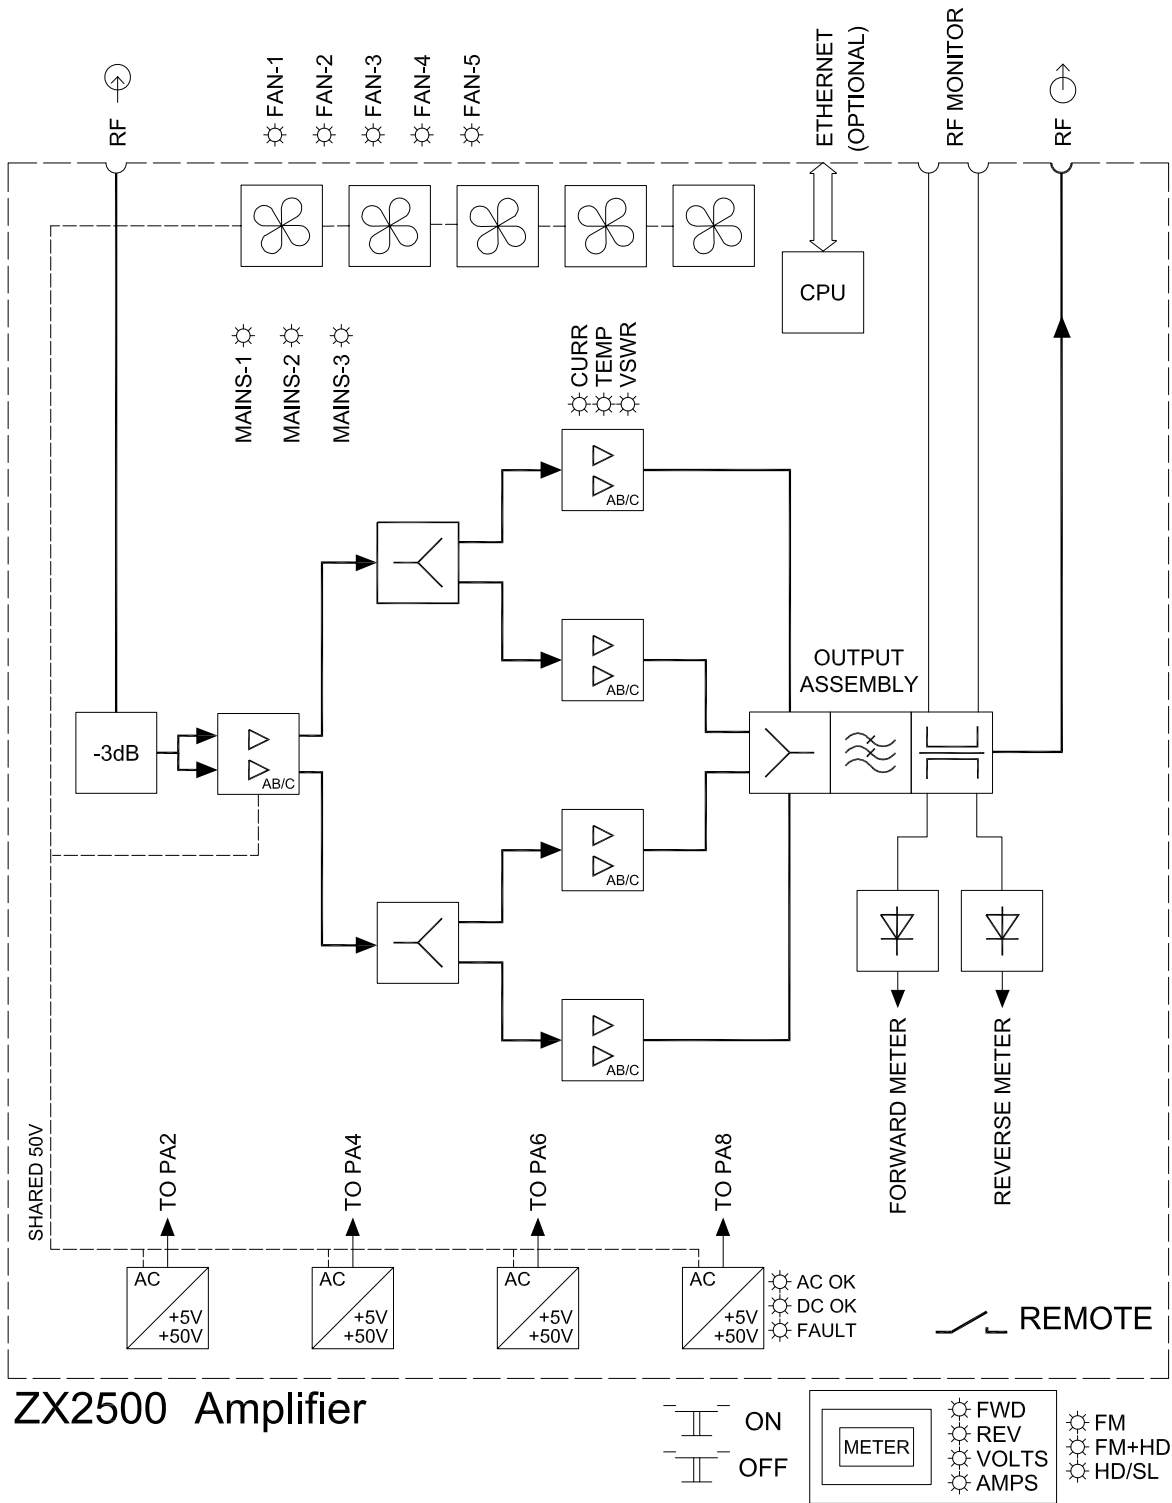 RF
FAN-1
FAN-2
FAN-3
FAN-4
FAN-5
ETHERNET
(OPTIONAL)
RF MONITOR
RF
CPU
MAINS-1
MAINS-2
MAINS-3
CURR
TEMP
VSWR
AB/C
AB/C
OUTPUT
ASSEMBLY
-3dB
AB/C
AB/C
AB/C
FORWARD METER
REVERSE METER
SHARED 50V
TO PA2
TO PA4
TO PA6
TO PA8
AC
+5V
+50V
AC
+5V
+50V
AC
+5V
+50V
AC
+5V
+50V
AC OK
DC OK
FAULT
REMOTE
ZX2500 Amplifier
ON
OFF
METER
FWD
REV
VOLTS
AMPS
FM
FM+HD
HD/SL